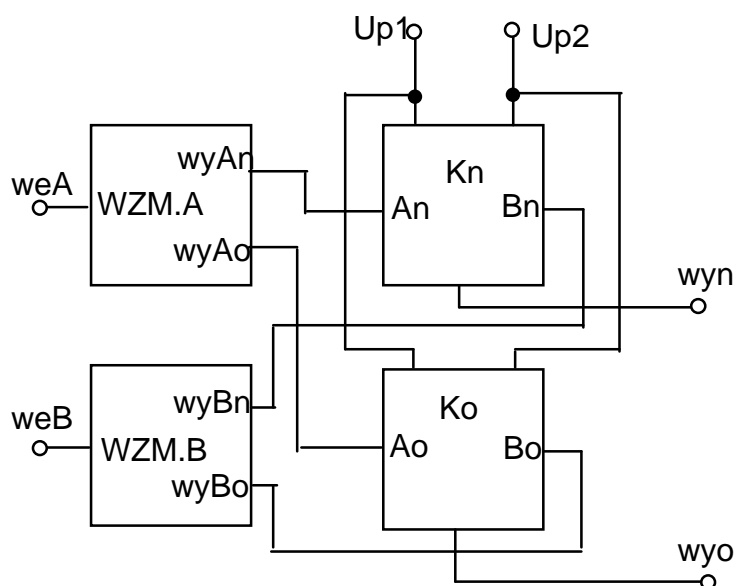 Up1
Up2
weA
WZM.A
wyAn
wyAo
Kn
An
Bn
wyn
weB
WZM.B
wyBn
wyBo
Ko
Ao
Bo
wyo